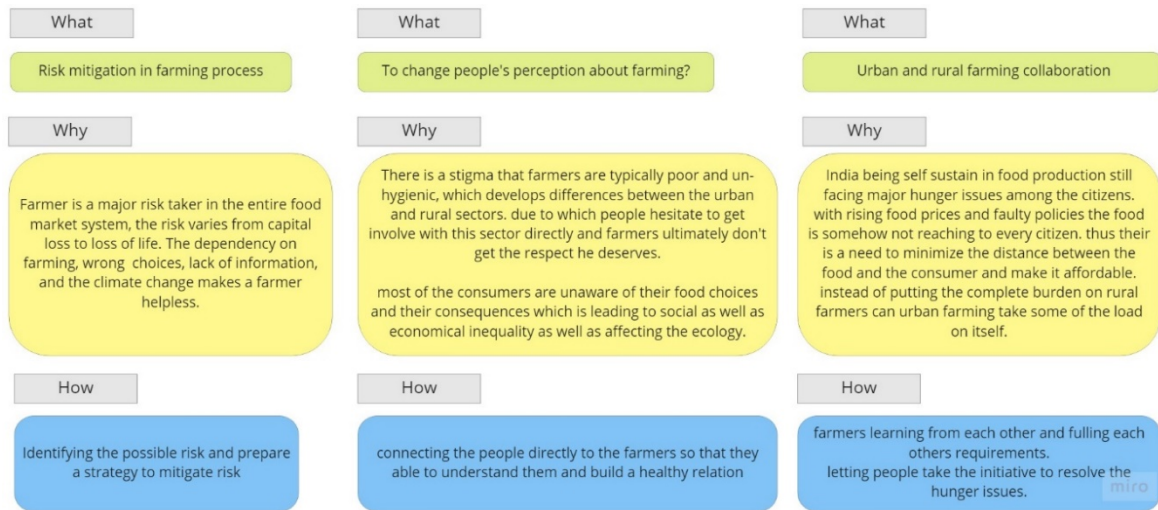 What
Risk mitigation in farming process
Why
Farmer is a major risk taker in the entire food
market system, the risk varies from capital
loss to loss of life. The dependency on
farming, wrong choices, lack of information,
and the climate change makes a farmer
helpless.
How
Identifying the possible risk and prepare
a strategy to mitigate risk
What
To change people's perception about farming?
Why
There is a stigma that farmers are typically poor and un-
hygienic, which develops differences between the urban
and rural sectors. due to which people hesitate to get
involve with this sector directly and farmers ultimately don't
get the respect he deserves.
most of the consumers are unaware of their food choices
and their consequences which is leading to social as well as
economical inequality as well as affecting the ecology.
How
connecting the people directly to the farmers so that they
able to understand them and build a healthy relation
What
Urban and rural farming collaboration
Why
India being self sustain in food production still
facing major hunger issues among the citizens.
with rising food prices and faulty policies the food
is somehow not reaching to every citizen. thus their
is a need to minimize the distance between the
food and the consumer and make it affordable.
instead of putting the complete burden on rural
farmers can urban farming take some of the load
on itself.
How
farmers learning from each other and fulling each
others requirements.
letting people take the initiative to resolve the
hunger issues.
miro